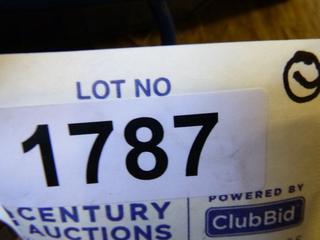 LOT NO
1787
CENTURY
AUCTIONS
POWERED BY
ClubBid